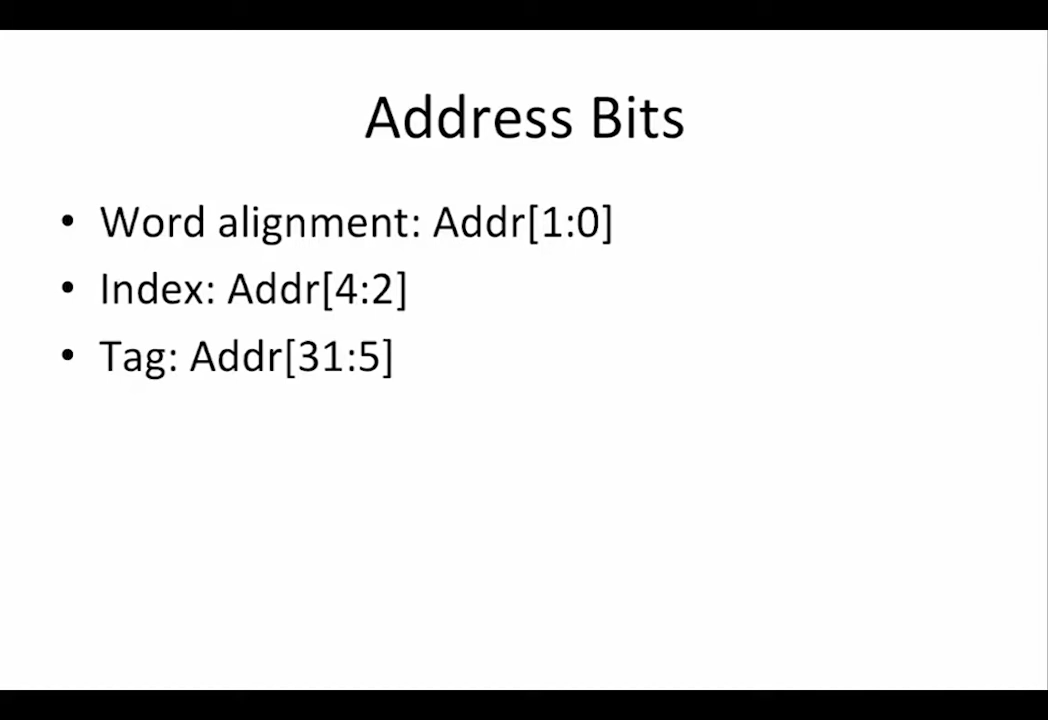 Address Bits
• Word alignment: Addr[1:0]
• Index: Addr[4:2]
• Tag: Addr[31:5]